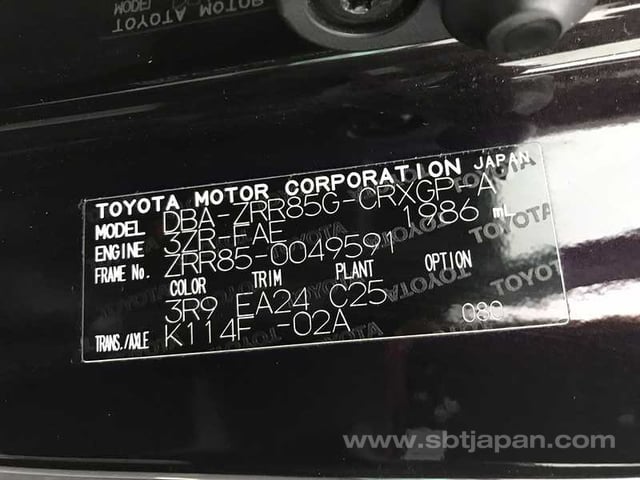 TOYOTA MOTOR CORPORATION JAPAN
MODEL DBA-ZRR85G-CRXGP-A
ENGINE 3ZR-FAE 1986 mL
FRAME No. ZRR85-0049591
COLOR TRIM PLANT OPTION
3R9 EA24 C25
TRANS./AXLE K114F -02A 080
www.sbtjapan.com